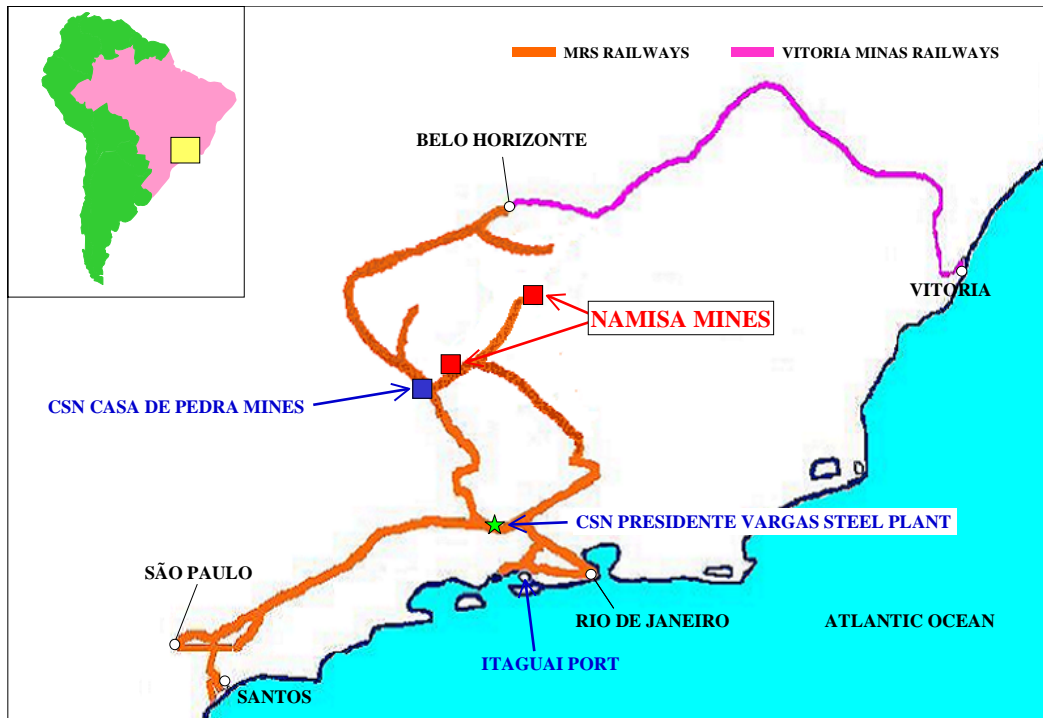 MRS RAILWAYS
VITORIA MINAS RAILWAYS
BELO HORIZONTE
VITORIA
NAMISA MINES
CSN CASA DE PEDRA MINES
CSN PRESIDENTE VARGAS STEEL PLANT
SÃO PAULO
RIO DE JANEIRO
ATLANTIC OCEAN
ITAGUAI PORT
SANTOS